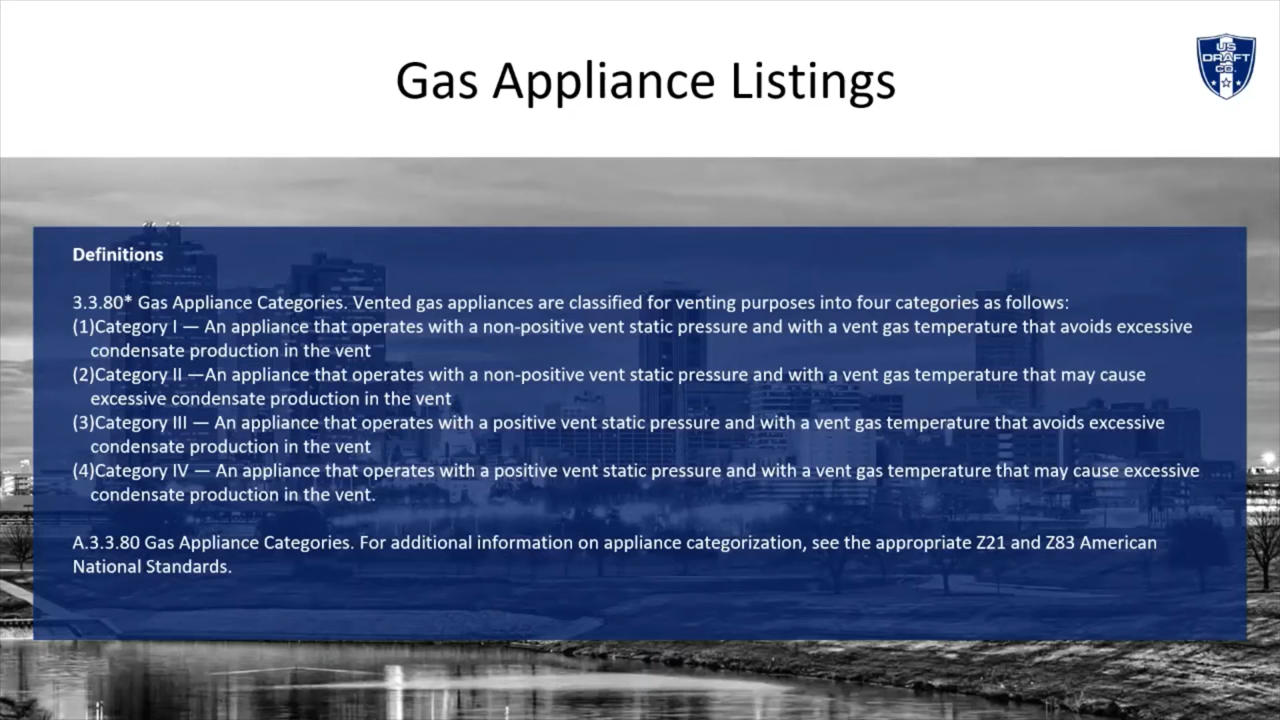 Gas Appliance Listings
US
DRAFT
CO.
Definitions
3.3.80* Gas Appliance Categories. Vented gas appliances are classified for venting purposes into four categories as follows:
(1)Category I — An appliance that operates with a non-positive vent static pressure and with a vent gas temperature that avoids excessive
condensate production in the vent
(2)Category II —An appliance that operates with a non-positive vent static pressure and with a vent gas temperature that may cause
excessive condensate production in the vent
(3)Category III — An appliance that operates with a positive vent static pressure and with a vent gas temperature that avoids excessive
condensate production in the vent
(4)Category IV — An appliance that operates with a positive vent static pressure and with a vent gas temperature that may cause excessive
condensate production in the vent.
A.3.3.80 Gas Appliance Categories. For additional information on appliance categorization, see the appropriate Z21 and Z83 American
National Standards.